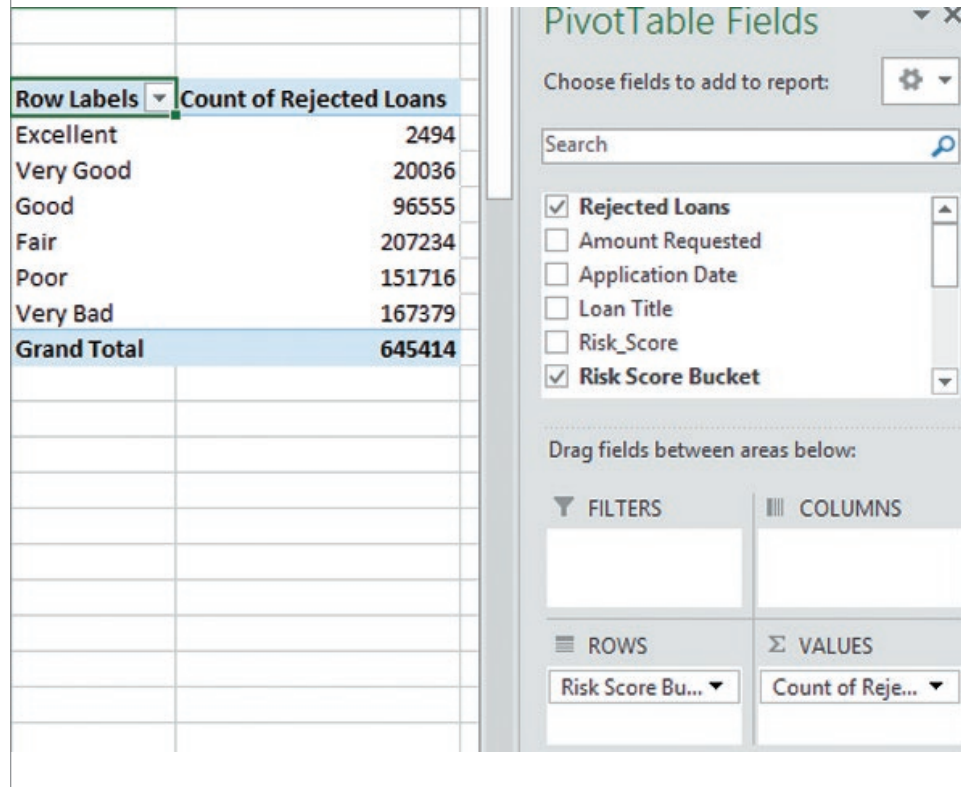 Row Labels Count of Rejected Loans
Excellent 2494
Very Good 20036
Good 96555
Fair 207234
Poor 151716
Very Bad 167379
Grand Total 645414
PivotTable Fields
Choose fields to add to report:
Search
Rejected Loans
Amount Requested
Application Date
Loan Title
Risk_Score
Risk Score Bucket
Drag fields between areas below:
FILTERS
COLUMNS
ROWS
Risk Score Bu...
Σ VALUES
Count of Reje...